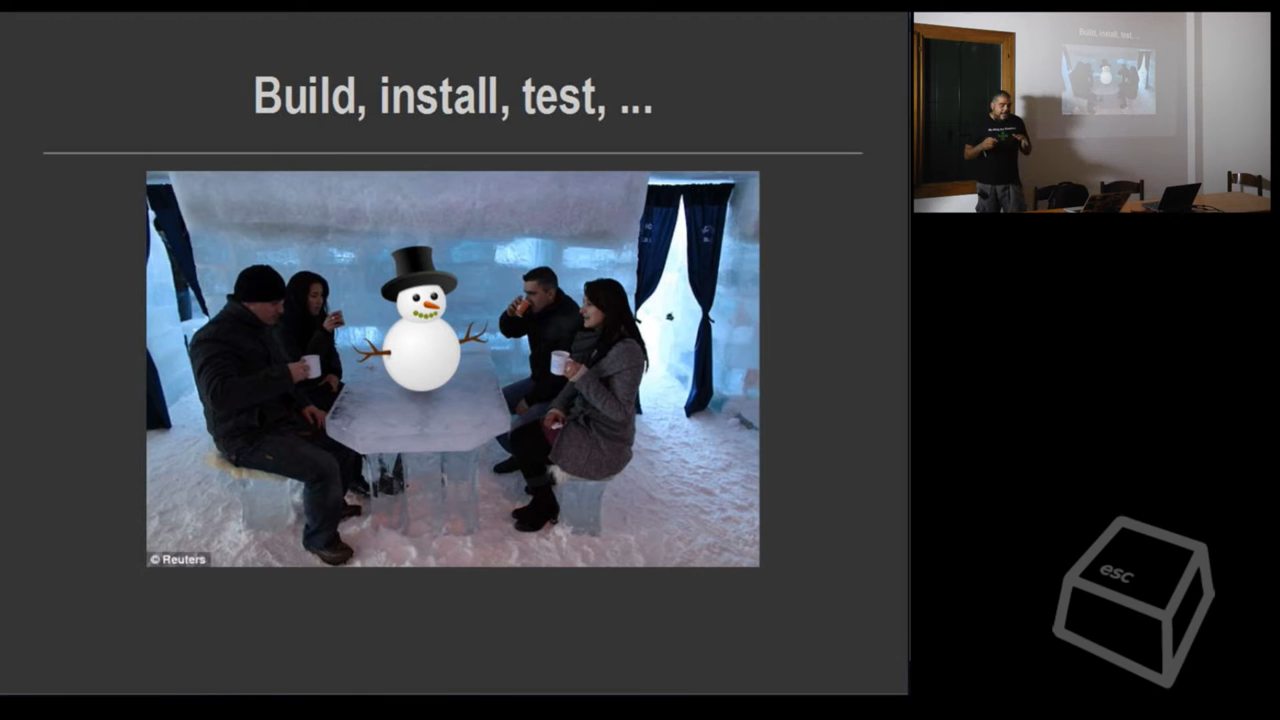 Build, install, test, ...
© Reuters
Build, install, test, ...
esc